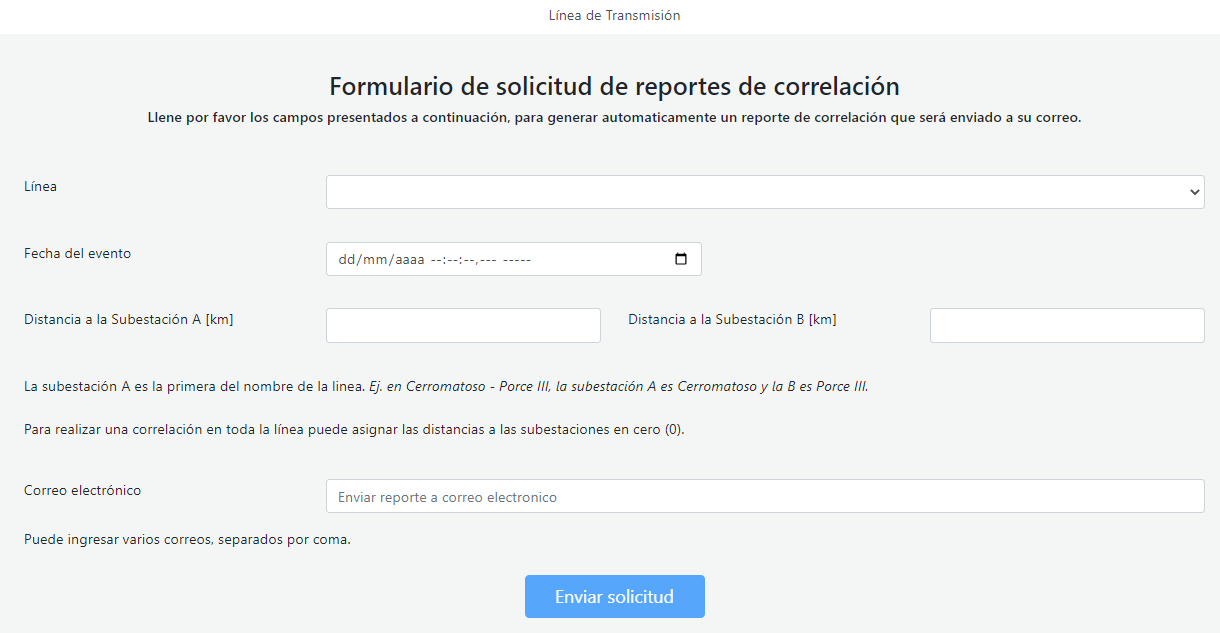 Línea de Transmisión
Formulario de solicitud de reportes de correlación
Llene por favor los campos presentados a continuación, para generar automaticamente un reporte de correlación que será enviado a su correo.
Línea
Fecha del evento
dd/mm/aaaa --:--:--,--- -----
Distancia a la Subestación A [km]
Distancia a la Subestación B [km]
La subestación A es la primera del nombre de la linea. Ej. en Cerromatoso - Porce III, la subestación A es Cerromatoso y la B es Porce III.
Para realizar una correlación en toda la línea puede asignar las distancias a las subestaciones en cero (0).
Correo electrónico
Enviar reporte a correo electronico
Puede ingresar varios correos, separados por coma.
Enviar solicitud